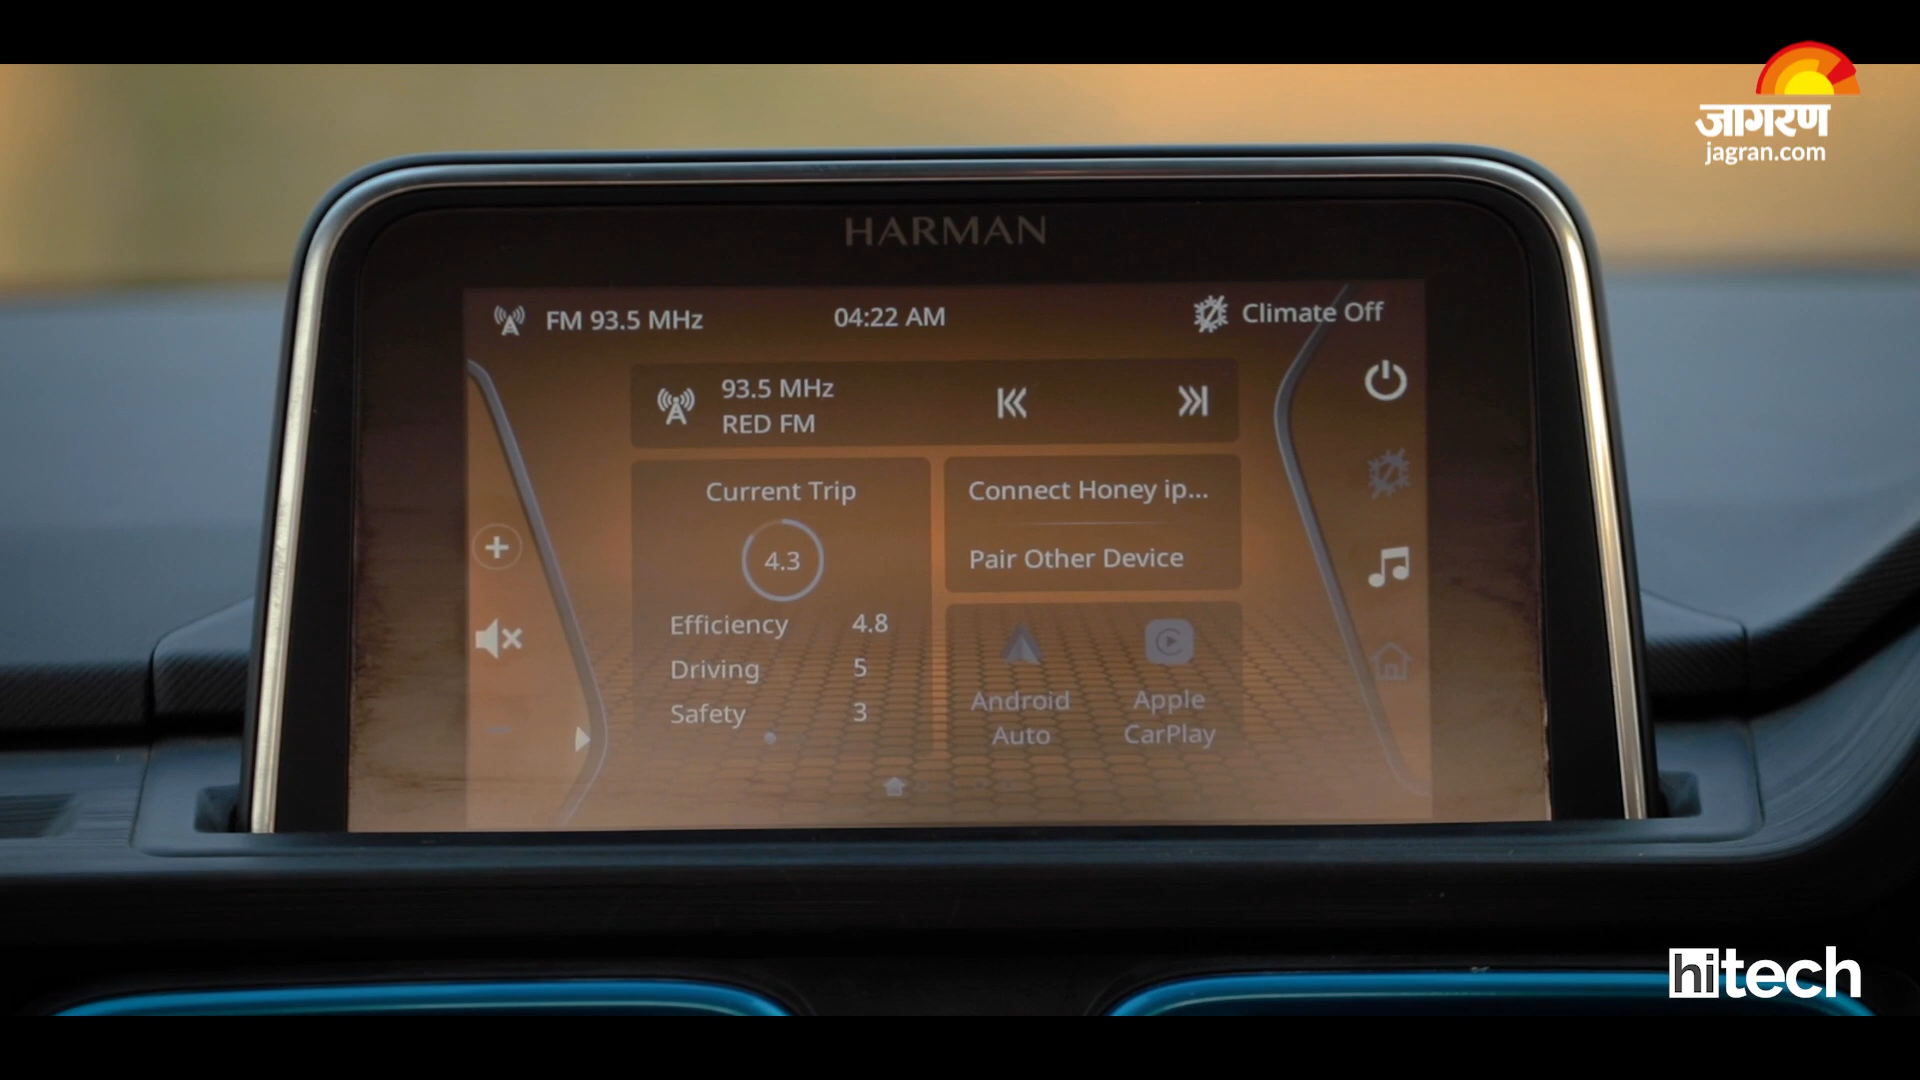 जागरण
jagran.com
HARMAN
FM 93.5 MHz 04:22 AM Climate Off
93.5 MHz
RED FM
Current Trip
4.3
Efficiency 4.8
Driving 5
Safety 3
Connect Honey ip...
Pair Other Device
Android
Auto
Apple
CarPlay
hitech